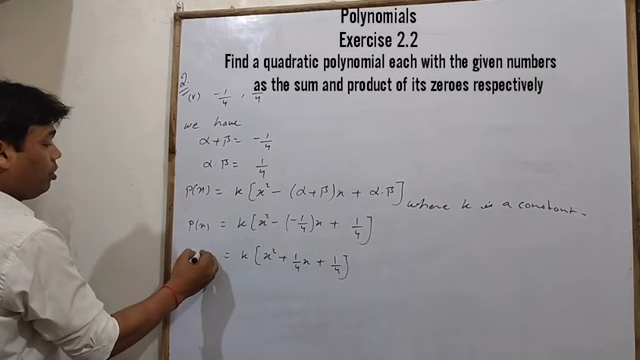 Polynomials
Exercise 2.2
Find a quadratic polynomial each with the given numbers
as the sum and product of its zeroes respectively
2.
(v) -1/4 , 1/4
we have
α+β = -1/4
α.β = 1/4
P(x) = k[x² - (α+β)x + α.β] where k is a constant.
P(x) = k[x² - (-1/4)x + 1/4]
= k[x² + 1/4x + 1/4]